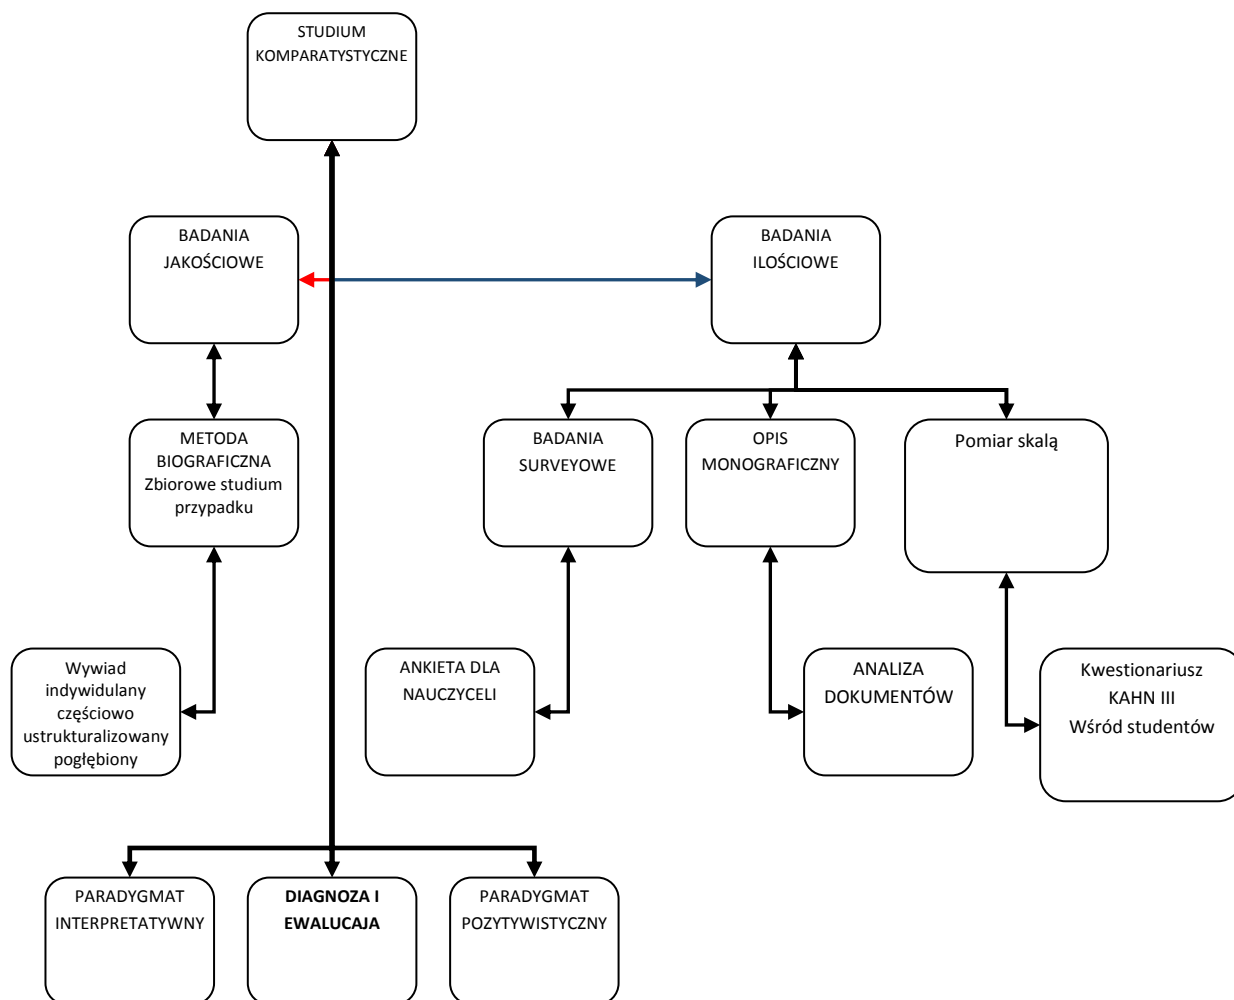 STUDIUM
KOMPARATYSTYCZNE
BADANIA
JAKOŚCIOWE
BADANIA
ILOŚCIOWE
METODA
BIOGRAFICZNA
Zbiorowe studium
przypadku
BADANIA
SURVEYOWE
OPIS
MONOGRAFICZNY
Pomiar skalą
Wywiad
indywidulany
częściowo
ustrukturalizowany
pogłębiony
ANKIETA DLA
NAUCZYCELI
ANALIZA
DOKUMENTÓW
Kwestionariusz
KAHN III
Wśród studentów
PARADYGMAT
INTERPRETATYWNY
DIAGNOZA I
EWALUCAJA
PARADYGMAT
POZYTYWISTYCZNY